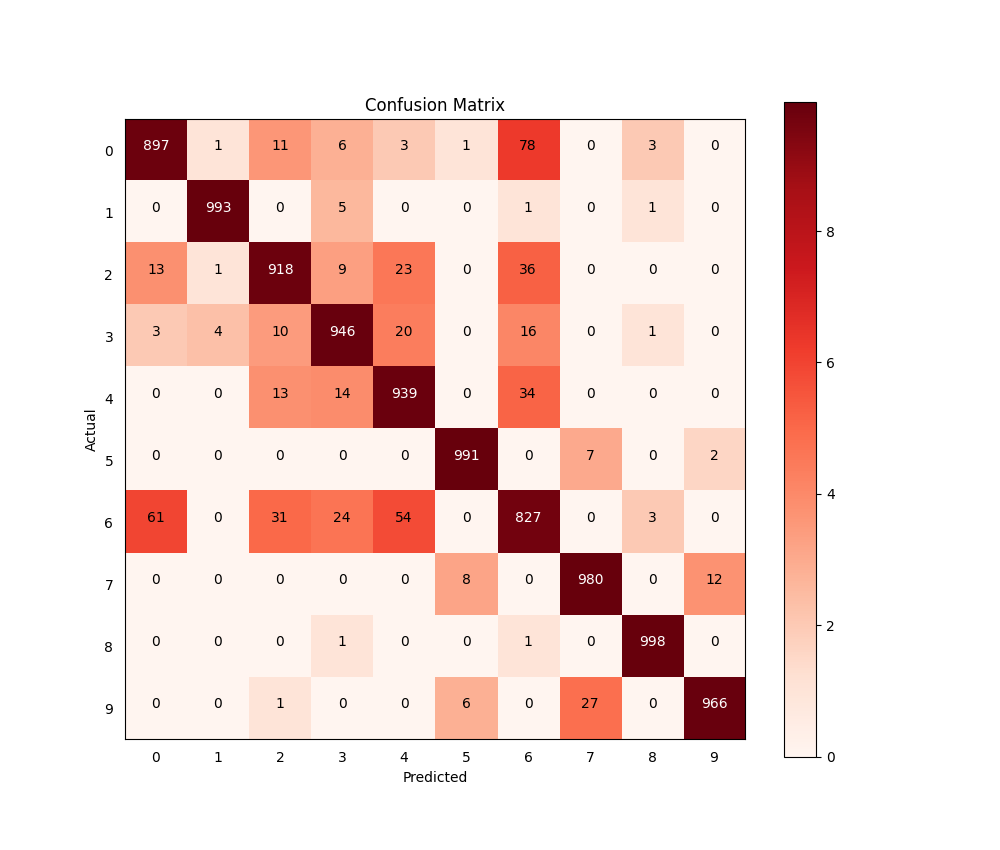 Confusion Matrix
0 897 1 11 6 3 1 78 0 3 0
1 0 993 0 5 0 0 1 0 1 0
2 13 1 918 9 23 0 36 0 0 0
3 3 4 10 946 20 0 16 0 1 0
4 0 0 13 14 939 0 34 0 0 0
5 0 0 0 0 0 991 0 7 0 2
6 61 0 31 24 54 0 827 0 3 0
7 0 0 0 0 0 8 0 980 0 12
8 0 0 0 1 0 0 1 0 998 0
9 0 0 1 0 0 6 0 27 0 966
0 1 2 3 4 5 6 7 8 9
Predicted
Actual
8
6
4
2
0